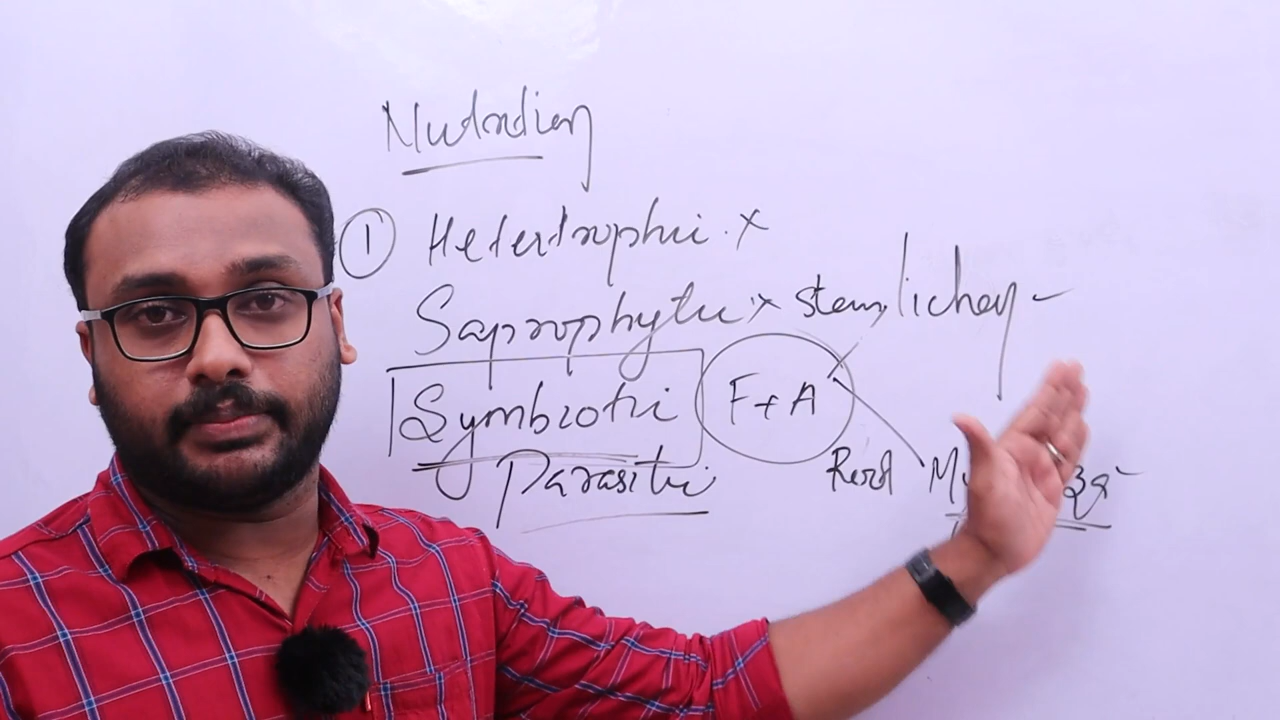 Nutrition
① Heterotrophic x
Saprophytic x stem, lichen -
Symbiotic F + A
Parasitic Root